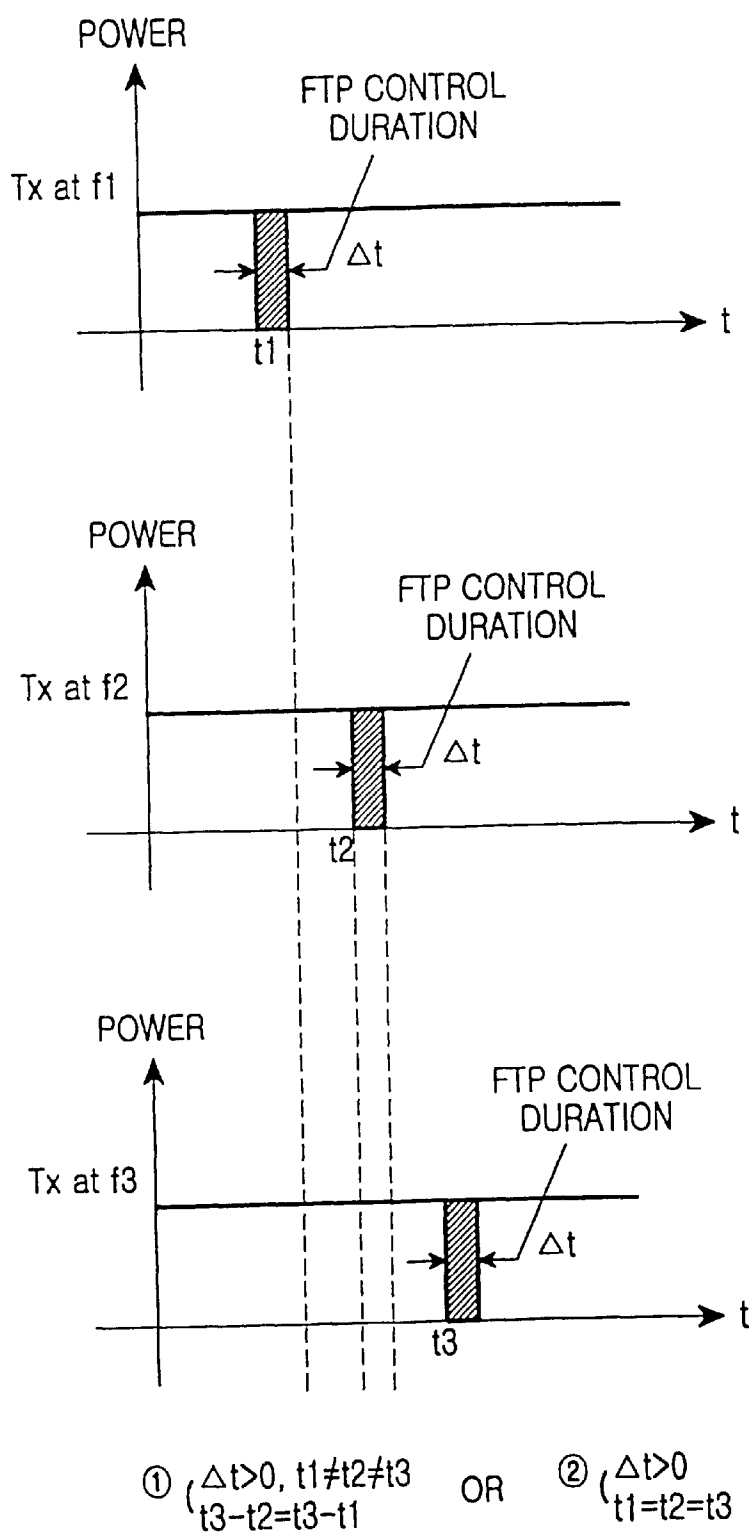 POWER
FTP CONTROL
DURATION
Tx at f1
Δt
t
t1
POWER
FTP CONTROL
DURATION
Tx at f2
Δt
t
t2
POWER
FTP CONTROL
DURATION
Tx at f3
Δt
t
t3
① ( Δt>0, t1≠t2≠t3 OR ② ( Δt>0
t3-t2=t3-t1 t1=t2=t3